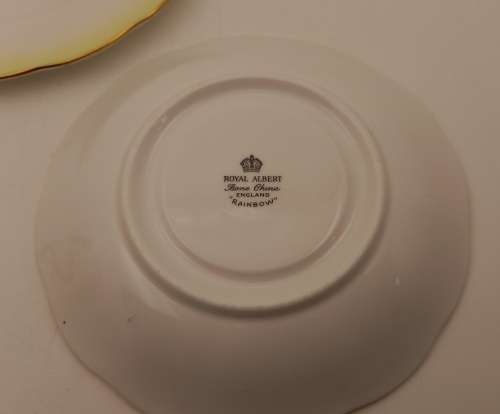 ROYAL ALBERT
Bone China
ENGLAND
"RAINBOW"